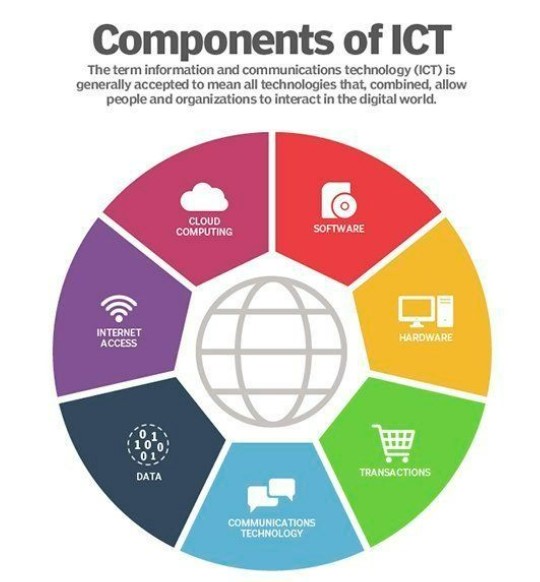 Components of ICT
The term information and communications technology (ICT) is
generally accepted to mean all technologies that, combined, allow
people and organizations to interact in the digital world.
CLOUD
COMPUTING
SOFTWARE
INTERNET
ACCESS
HARDWARE
DATA
0 1
1 0 0
0 1
TRANSACTIONS
COMMUNICATIONS
TECHNOLOGY